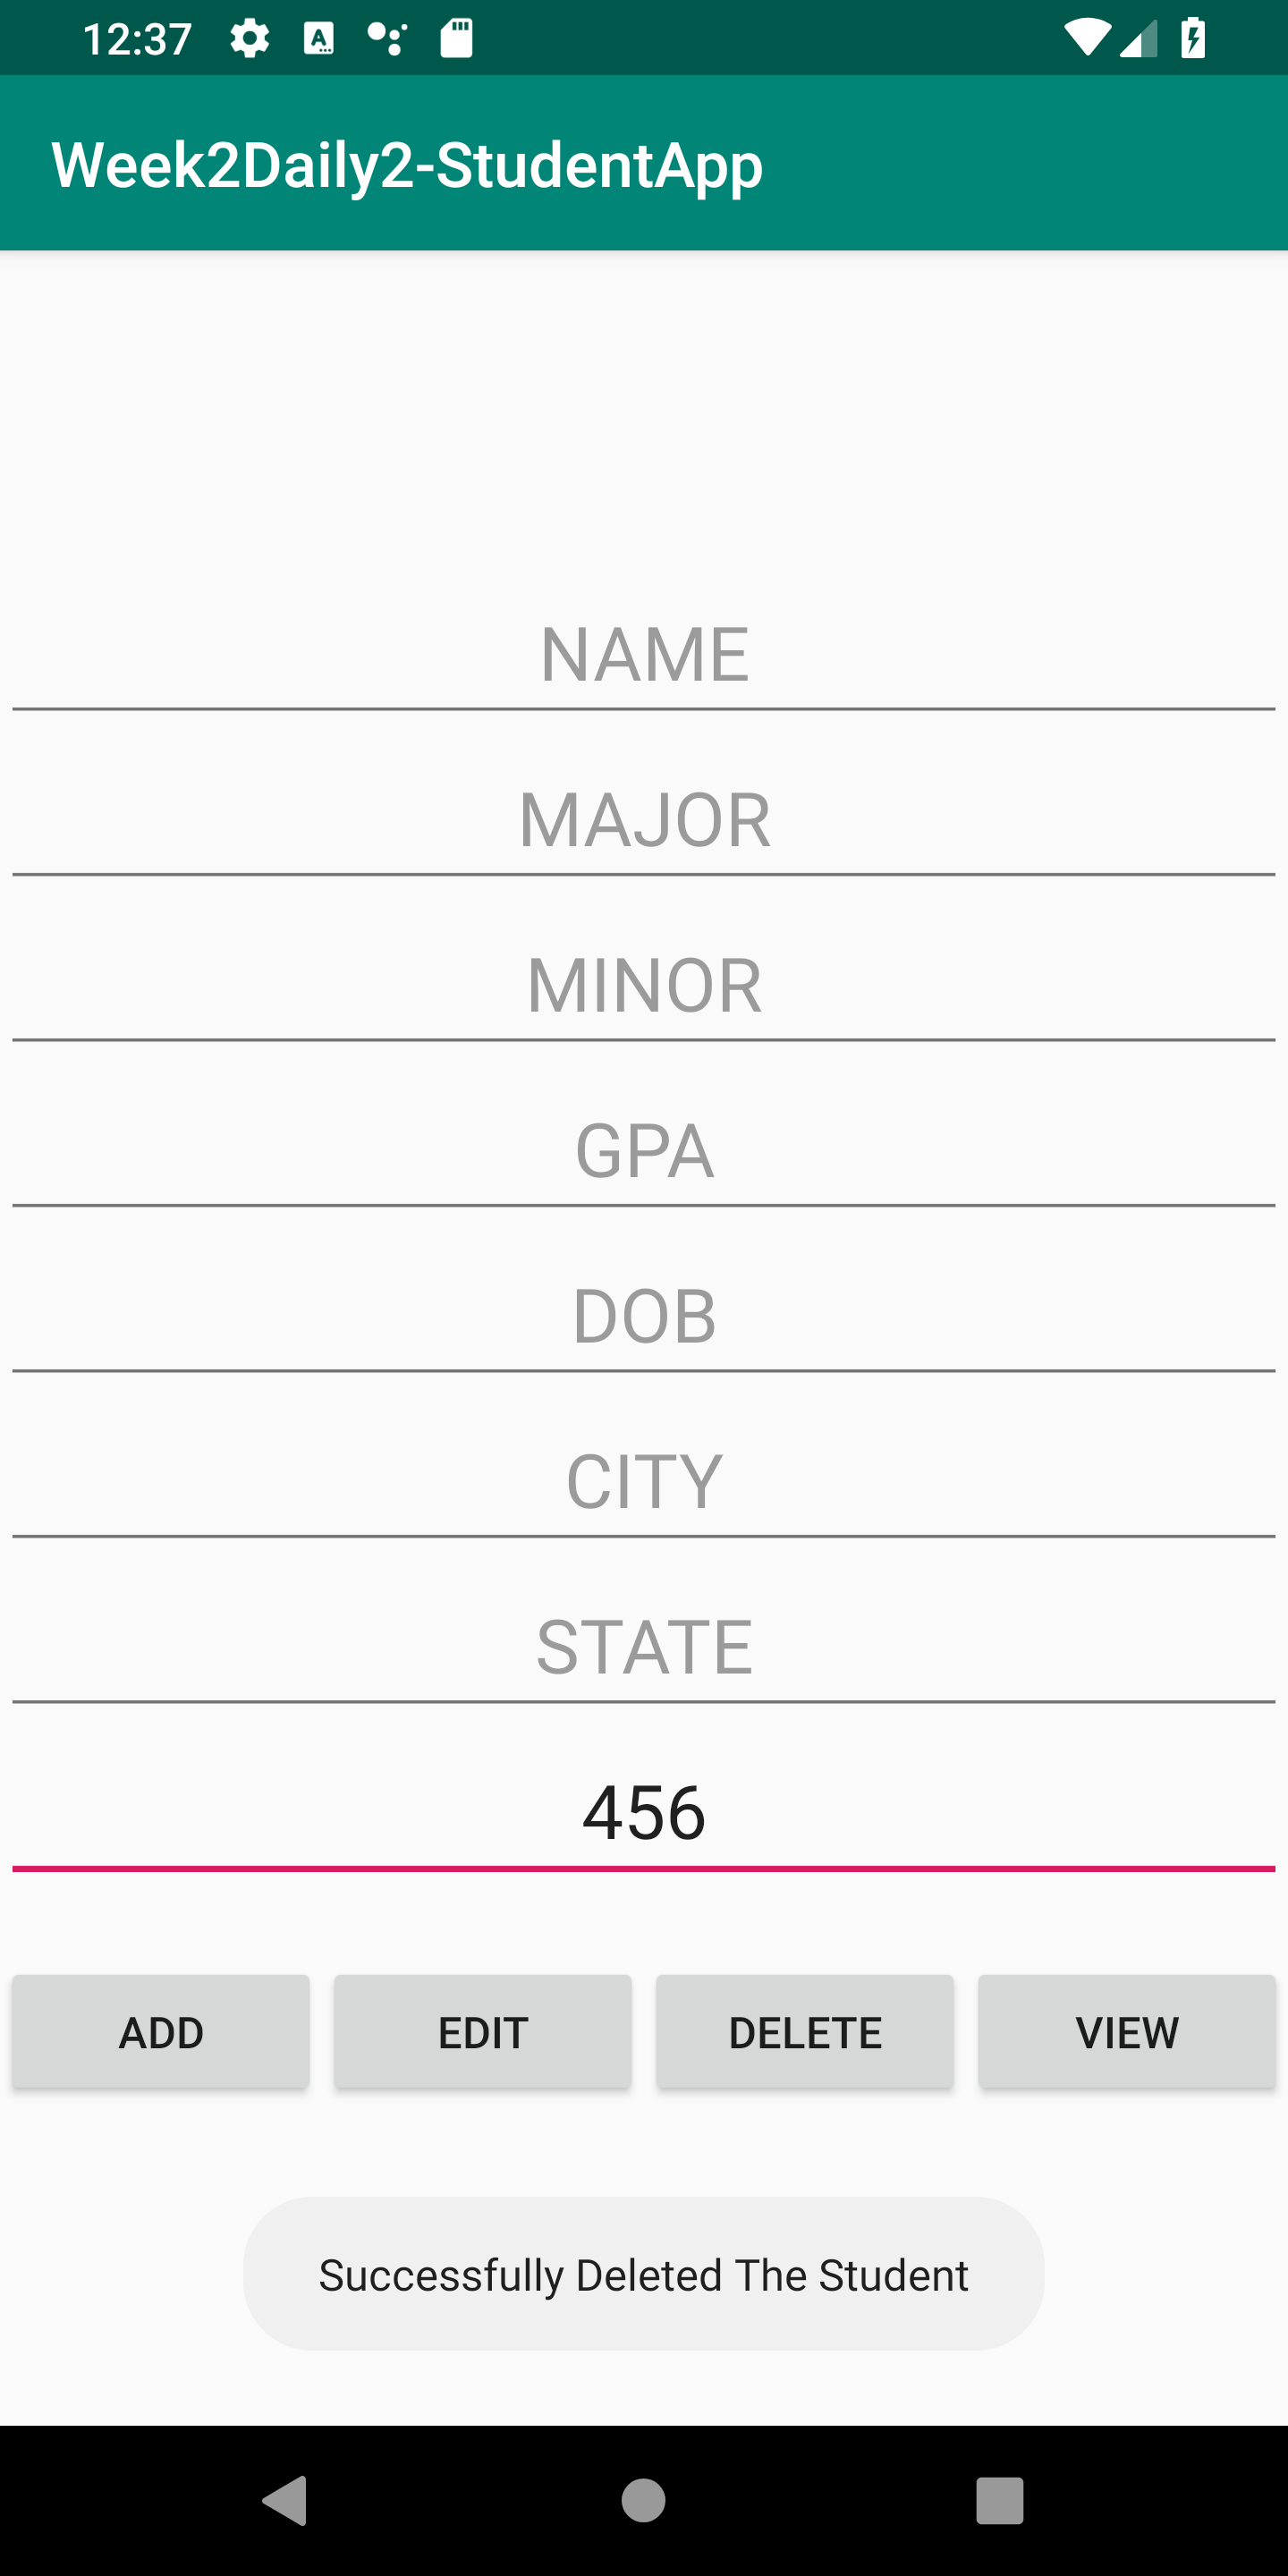 12:37
Week2Daily2-StudentApp
NAME
MAJOR
MINOR
GPA
DOB
CITY
STATE
456
ADD EDIT DELETE VIEW
Successfully Deleted The Student